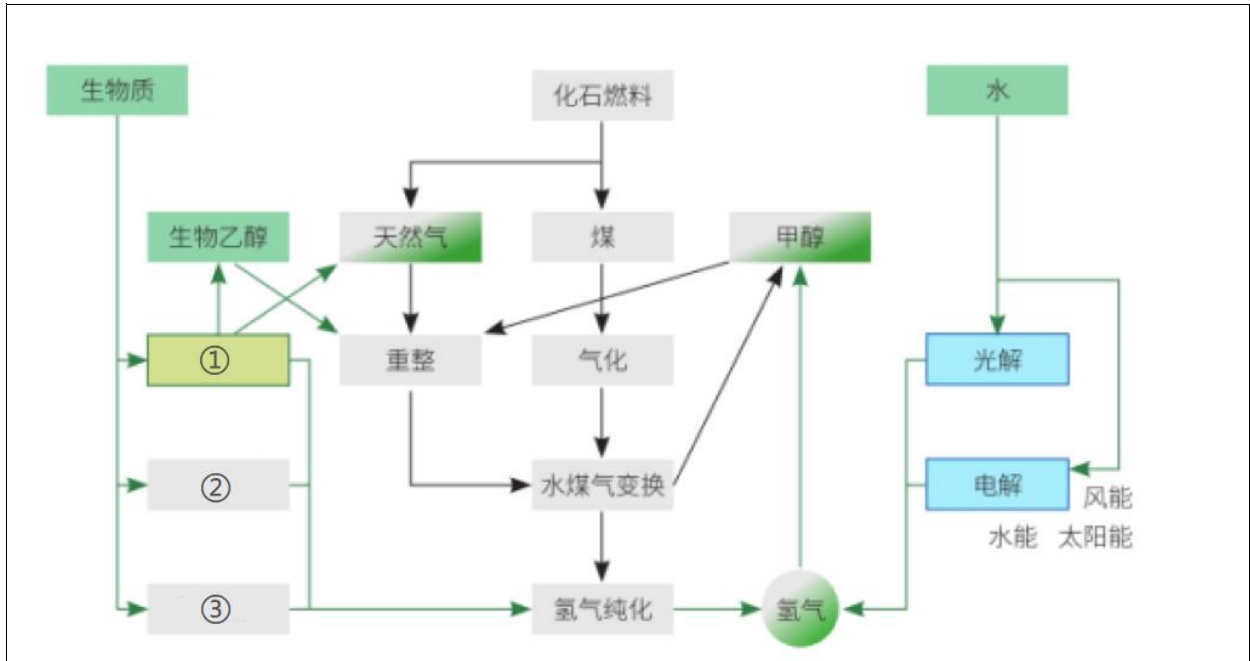 生物质
化石燃料
水
生物乙醇
天然气
煤
甲醇
①
重整
气化
光解
②
水煤气变换
电解
风能
水能 太阳能
③
氢气纯化
氢气